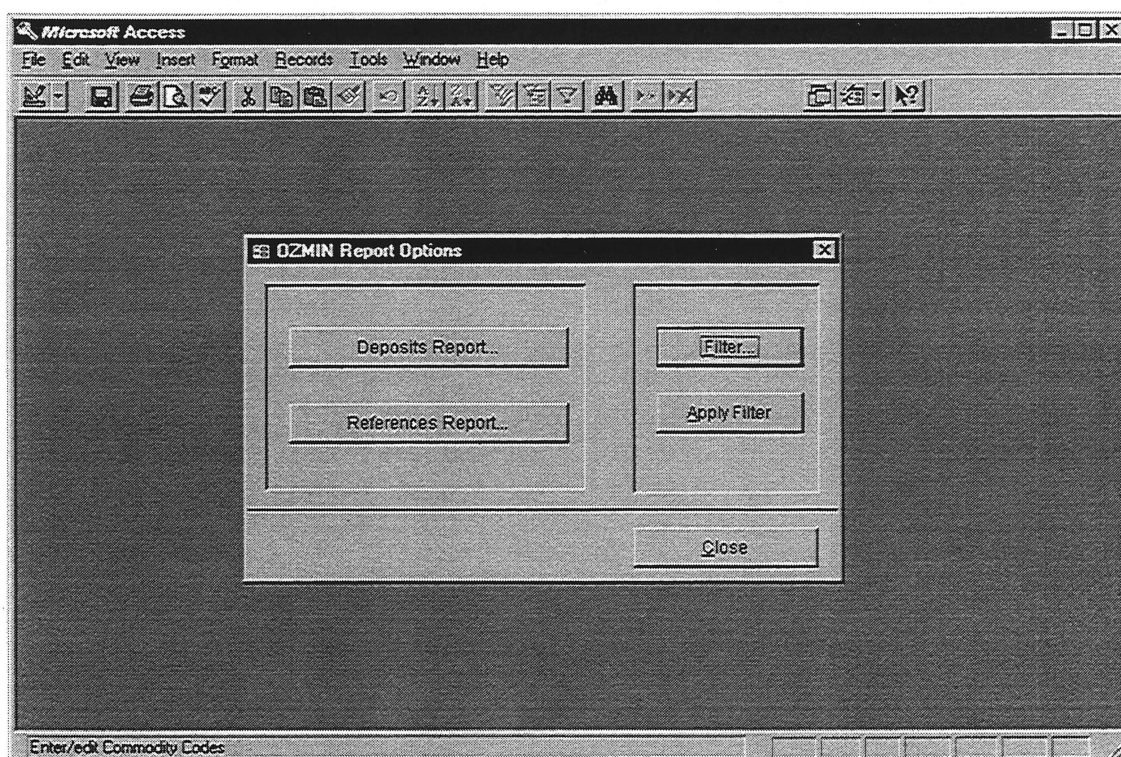 Microsoft Access
File Edit View Insert Format Records Tools Window Help
OZMIN Report Options
Deposits Report...
Filter...
References Report...
Apply Filter
Close
Enter/edit Commodity Codes